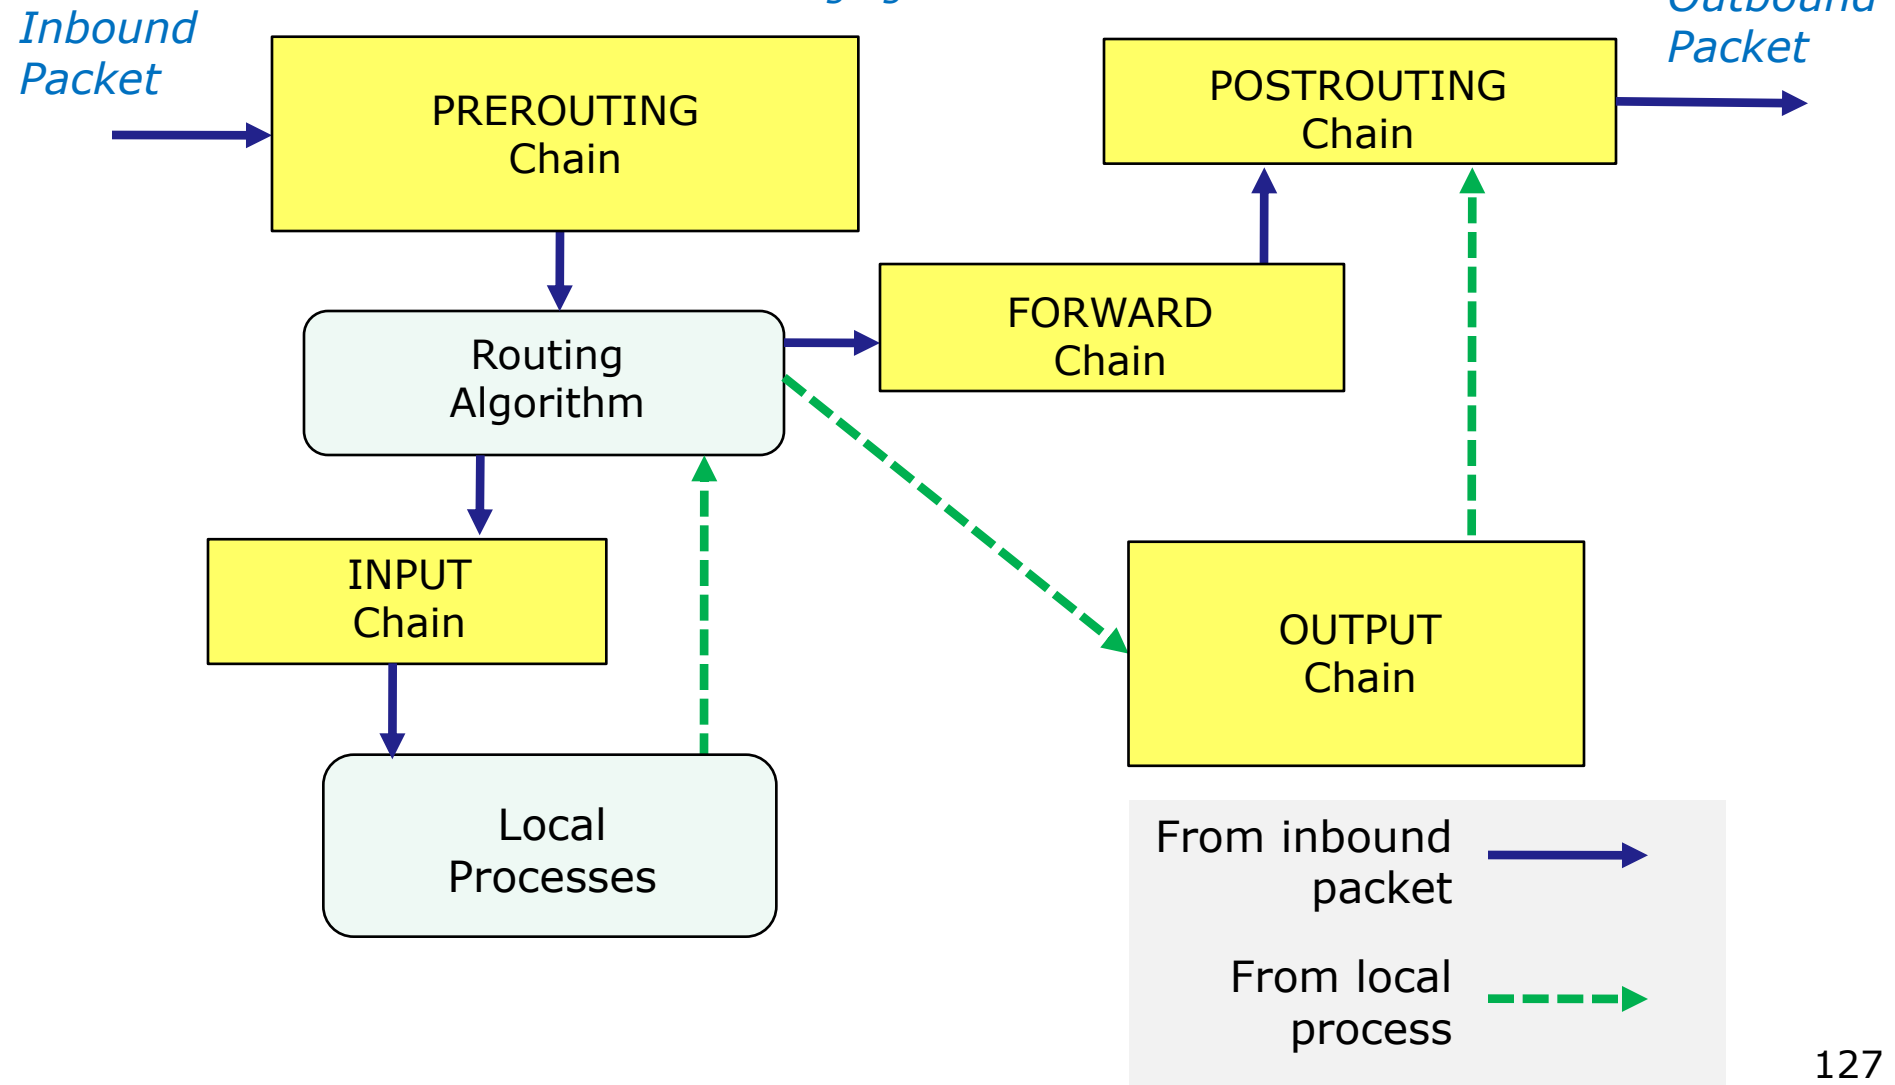 Inbound
Packet
PREROUTING
Chain
POSTROUTING
Chain
Outbound
Packet
Routing
Algorithm
FORWARD
Chain
INPUT
Chain
OUTPUT
Chain
Local
Processes
From inbound
packet
From local
process
127